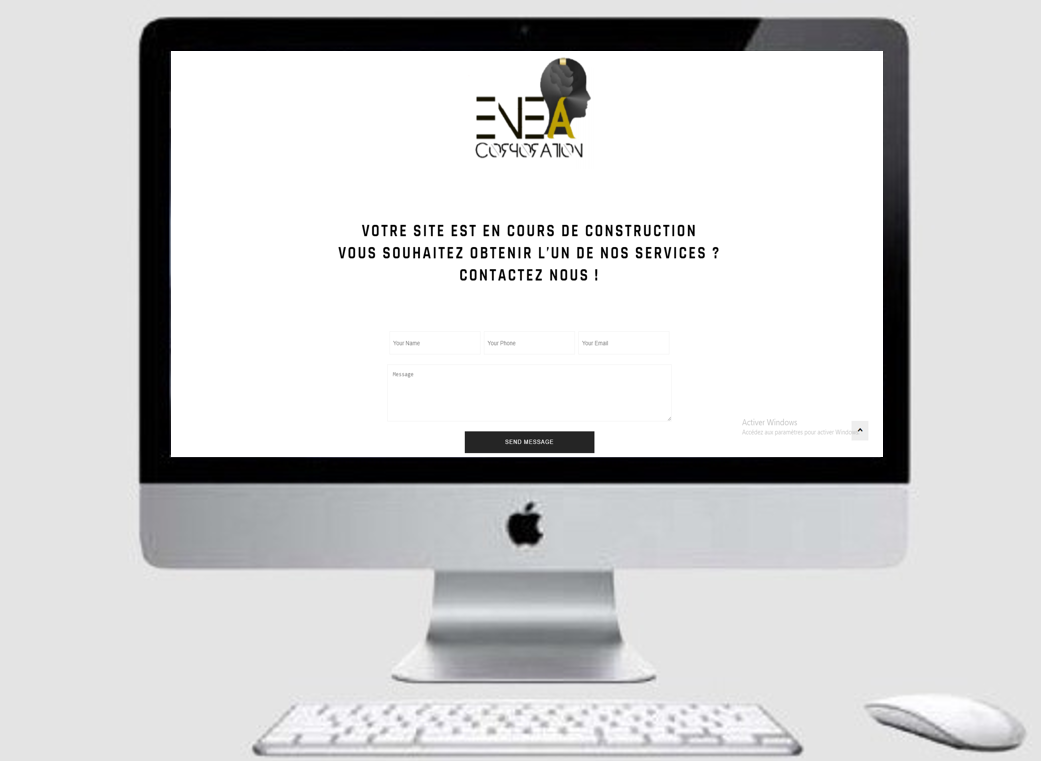 ENEA
CORPORATION
VOTRE SITE EST EN COURS DE CONSTRUCTION
VOUS SOUHAITEZ OBTENIR L'UN DE NOS SERVICES ?
CONTACTEZ NOUS !
Your Name Your Phone Your Email
Message
Activer Windows
Accédez aux paramètres pour activer Windows
SEND MESSAGE